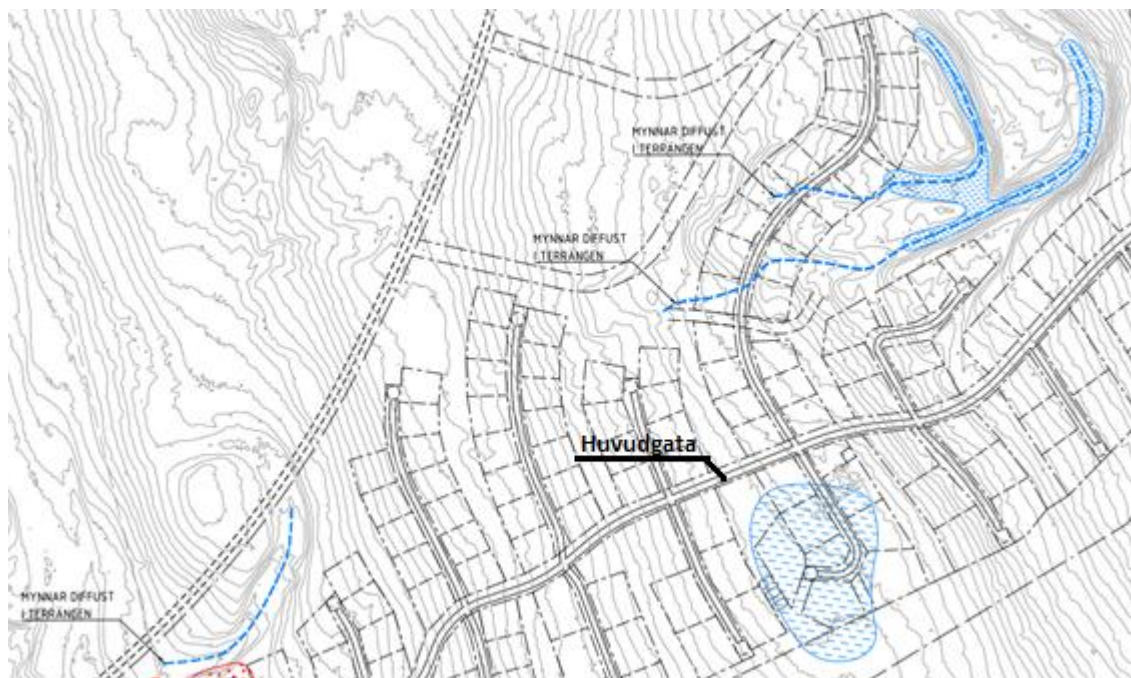 MYNNAR DIFFUST
I TERRÄNGEN
MYNNAR DIFFUST
I TERRÄNGEN
Huvudgata
MYNNAR DIFFUST
I TERRÄNGEN